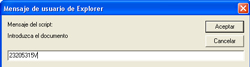 Mensaje de usuario de Explorer
Mensaje del script:
Aceptar
Introduzca el documento
Cancelar
23205315V